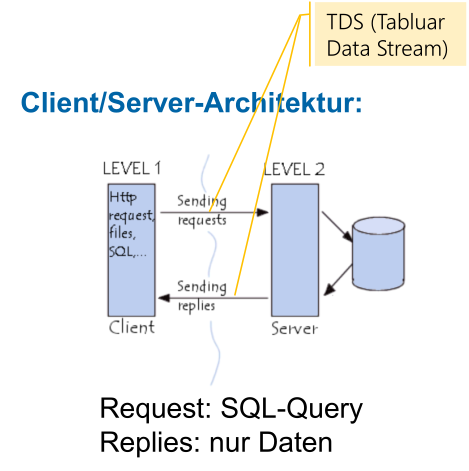 TDS (Tabluar
Data Stream)
Client/Server-Architektur:
LEVEL 1
LEVEL 2
Http
request,
files,
SQL,...
Sending
requests
Sending
replies
Client
Server
Request: SQL-Query
Replies: nur Daten